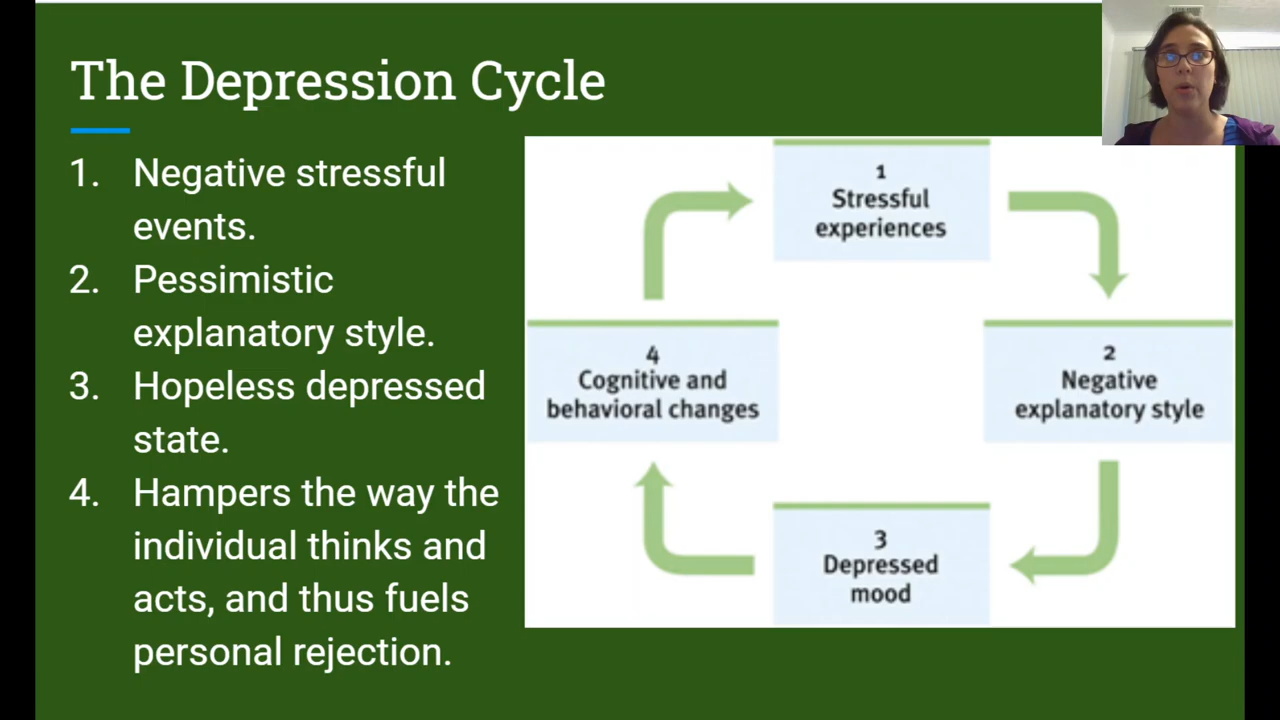 The Depression Cycle
1. Negative stressful
events.
2. Pessimistic
explanatory style.
3. Hopeless depressed
state.
4. Hampers the way the
individual thinks and
acts, and thus fuels
personal rejection.
1
Stressful
experiences
2
Negative
explanatory style
3
Depressed
mood
4
Cognitive and
behavioral changes